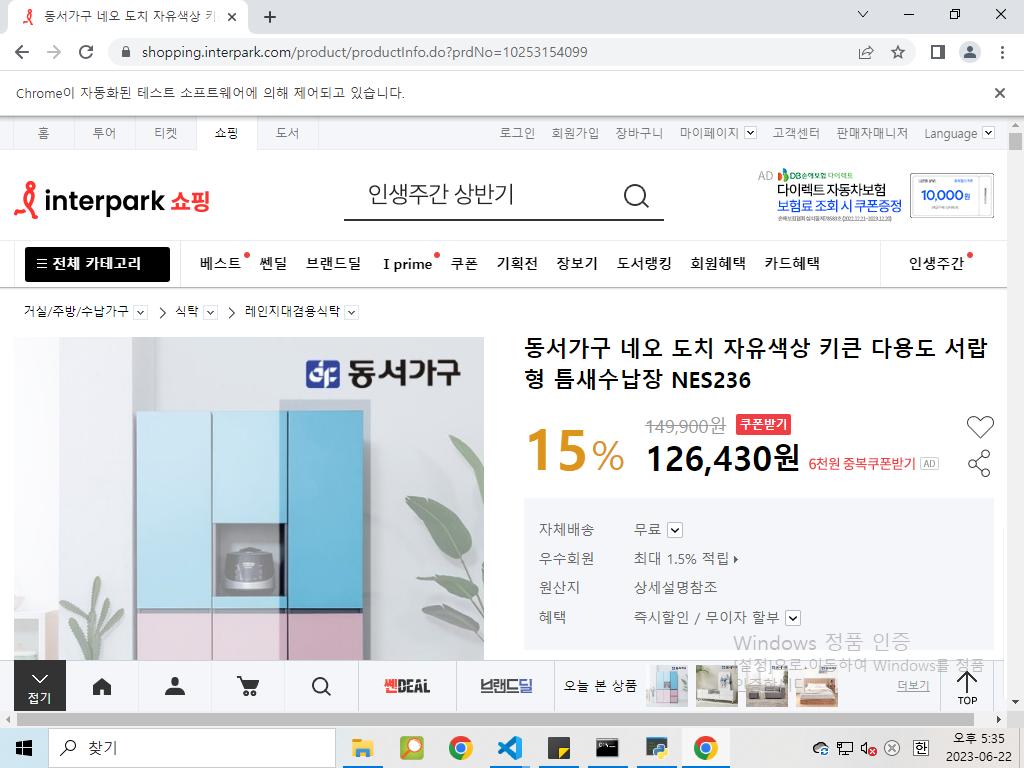 동서가구 네오 도치 자유색상 키
shopping.interpark.com/product/productInfo.do?prdNo=10253154099
Chrome이 자동화된 테스트 소프트웨어에 의해 제어되고 있습니다.
홈 투어 티켓 쇼핑 도서 로그인 회원가입 장바구니 마이페이지 고객센터 판매자매니저 Language
AD DB손해보험 다이렉트
interpark 쇼핑 인생주간 상반기 다이렉트 자동차보험
보험료 조회 시 쿠폰증정
10,000원
전체 카테고리 베스트 쎈딜 브랜드딜 I prime 쿠폰 기획전 장보기 도서랭킹 회원혜택 카드혜택 인생주간
거실/주방/수납가구 식탁 레인지대겸용식탁
동서가구
동서가구 네오 도치 자유색상 키큰 다용도 서랍
형 틈새수납장 NES236
149,900원 쿠폰받기
15% 126,430원 6천원 중복쿠폰받기 AD
자체배송 무료
우수회원 최대 1.5% 적립
원산지 상세설명참조
혜택 즉시할인 / 무이자 할부
Windows 정품 인증
[설정]으로 이동하여 Windows를 정품
인증합니다.
접기 쎈DEAL 브랜드딜 오늘 본 상품 더보기 TOP
찾기 한 오후 5:35
2023-06-22